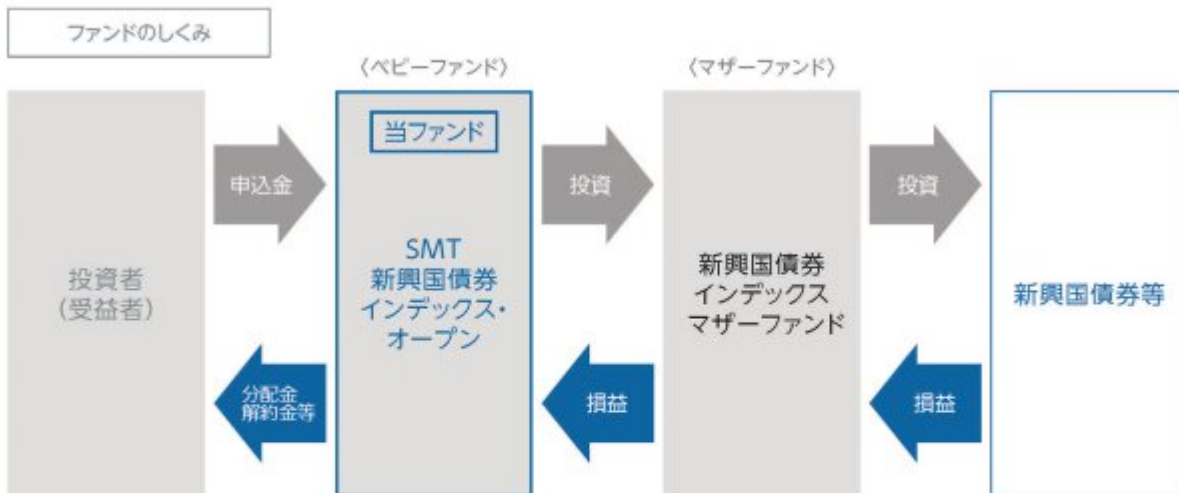 ファンドのしくみ
〈ベビーファンド〉
〈マザーファンド〉
投資者
(受益者)
申込金
分配金
解約金等
当ファンド
SMT
新興国債券
インデックス・
オープン
投資
損益
新興国債券
インデックス
マザーファンド
投資
損益
新興国債券等